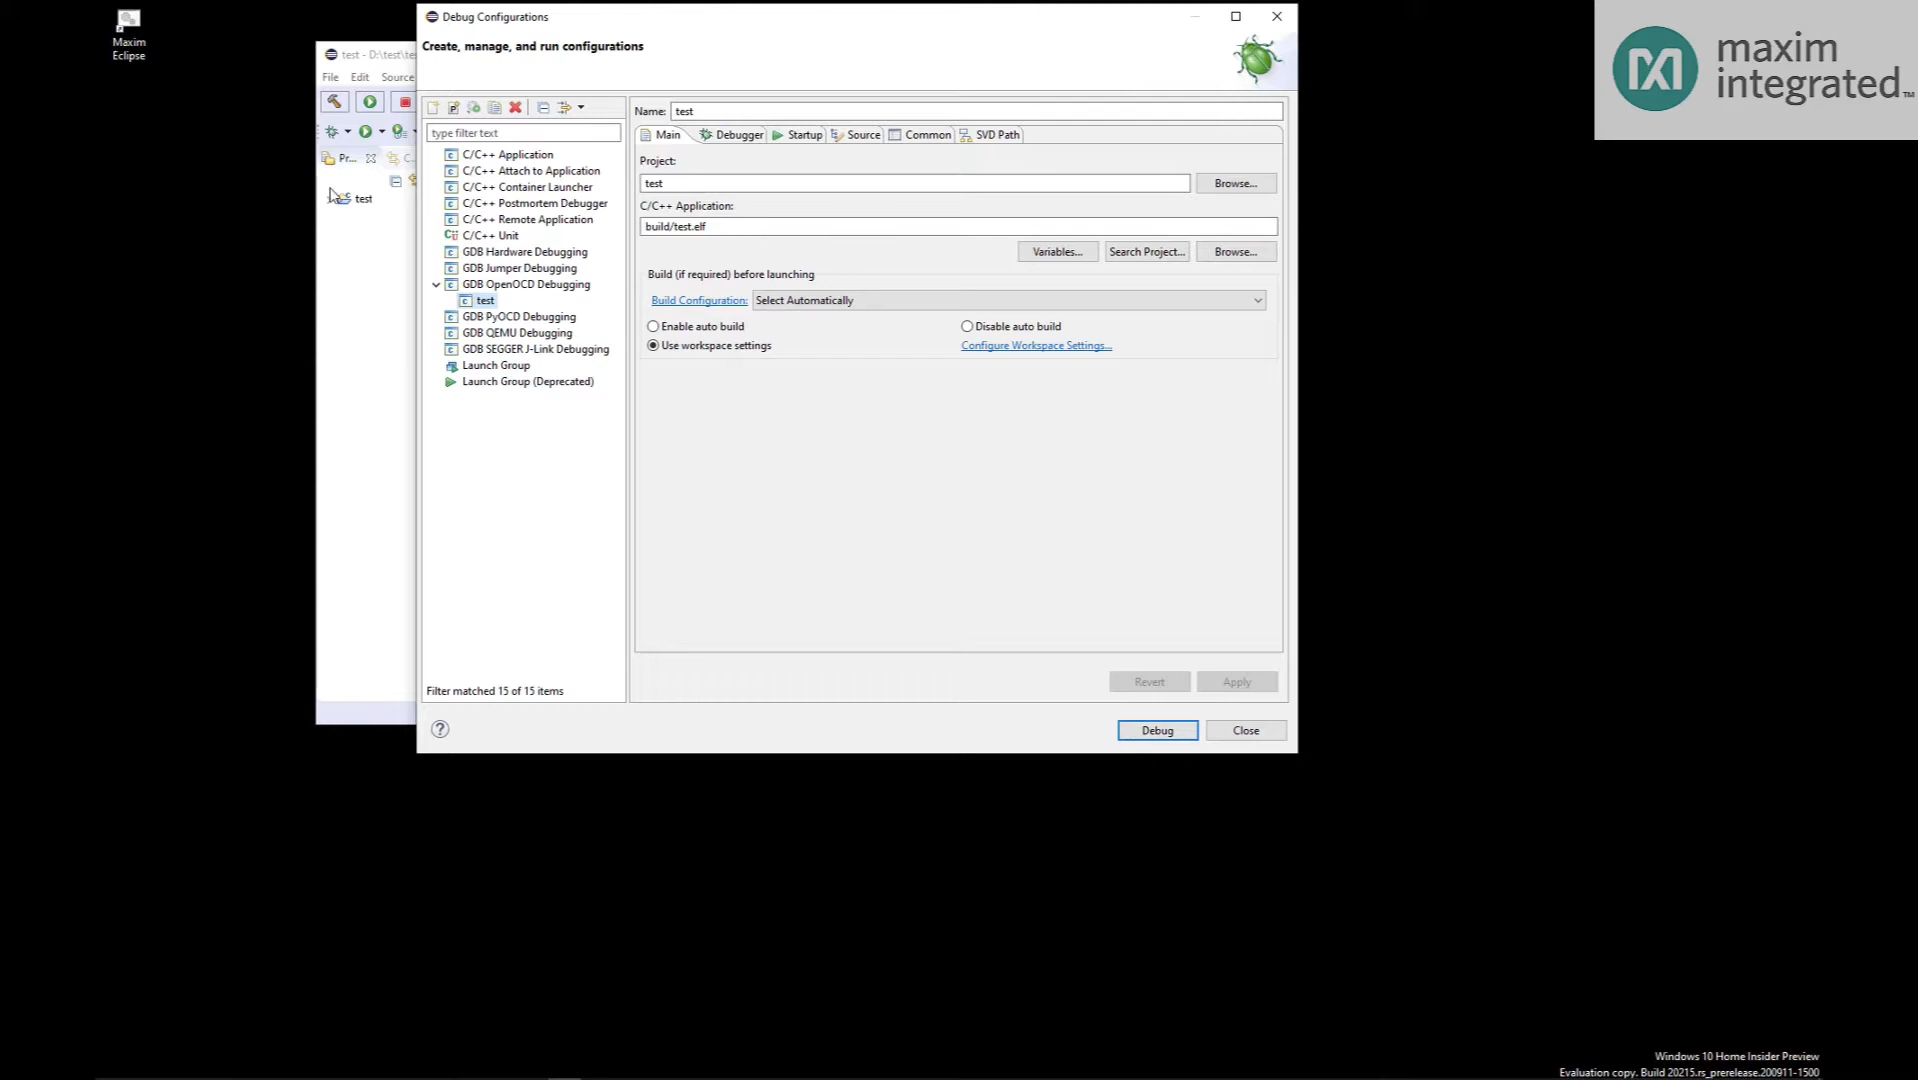 Maxim
Eclipse
test - D:\test\te
File Edit Source
Pr...
C
test
Debug Configurations
Create, manage, and run configurations
type filter text
C/C++ Application
C/C++ Attach to Application
C/C++ Container Launcher
C/C++ Postmortem Debugger
C/C++ Remote Application
C/C++ Unit
GDB Hardware Debugging
GDB Jumper Debugging
GDB OpenOCD Debugging
test
GDB PyOCD Debugging
GDB QEMU Debugging
GDB SEGGER J-Link Debugging
Launch Group
Launch Group (Deprecated)
Filter matched 15 of 15 items
Name: test
Main Debugger Startup Source Common SVD Path
Project:
test Browse...
C/C++ Application:
build/test.elf
Variables... Search Project... Browse...
Build (if required) before launching
Build Configuration: Select Automatically
Enable auto build Disable auto build
Use workspace settings Configure Workspace Settings...
Revert Apply
Debug Close
maxim
integrated™
Windows 10 Home Insider Preview
Evaluation copy. Build 20215.rs_prerelease.200911-1500